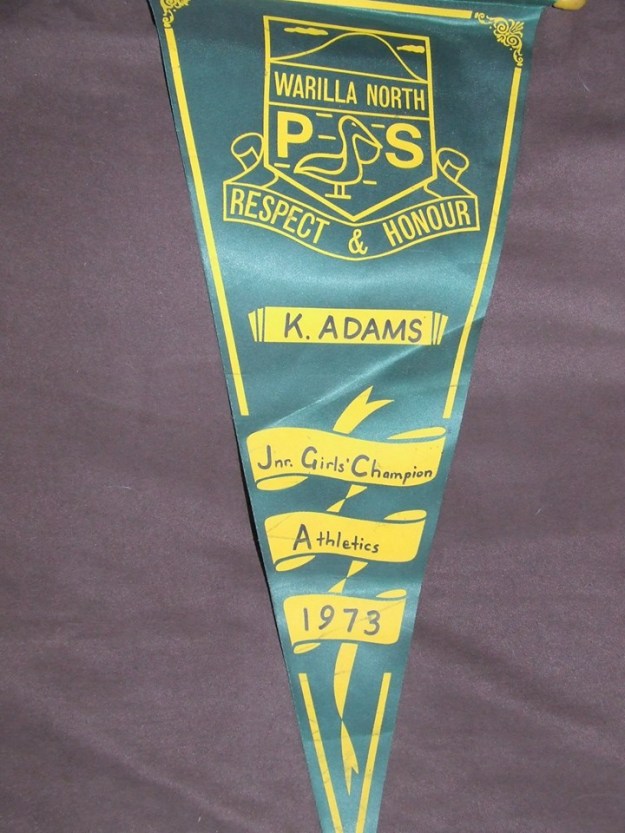 WARILLA NORTH
P S
RESPECT & HONOUR
K. ADAMS
Jnr. Girls' Champion
Athletics
1973